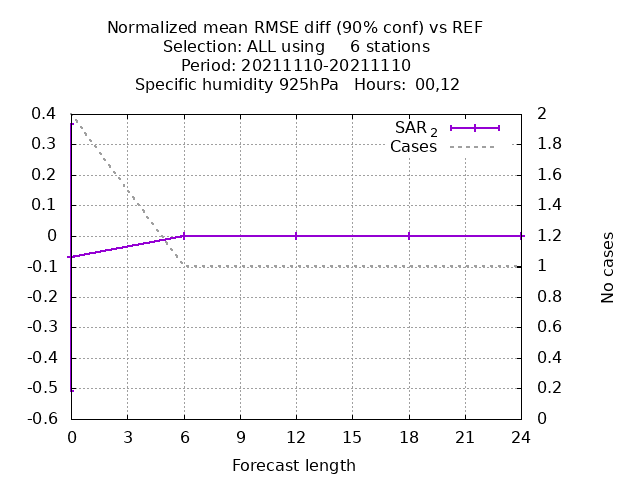 Normalized mean RMSE diff (90% conf) vs REF
Selection: ALL using     6 stations
Period: 20211110-20211110
Specific humidity 925hPa   Hours: 00,12
SAR 2
Cases
0.4
0.3
0.2
0.1
0
-0.1
-0.2
-0.3
-0.4
-0.5
-0.6
2
1.8
1.6
1.4
1.2
1
0.8
0.6
0.4
0.2
0
No cases
0 3 6 9 12 15 18 21 24
Forecast length